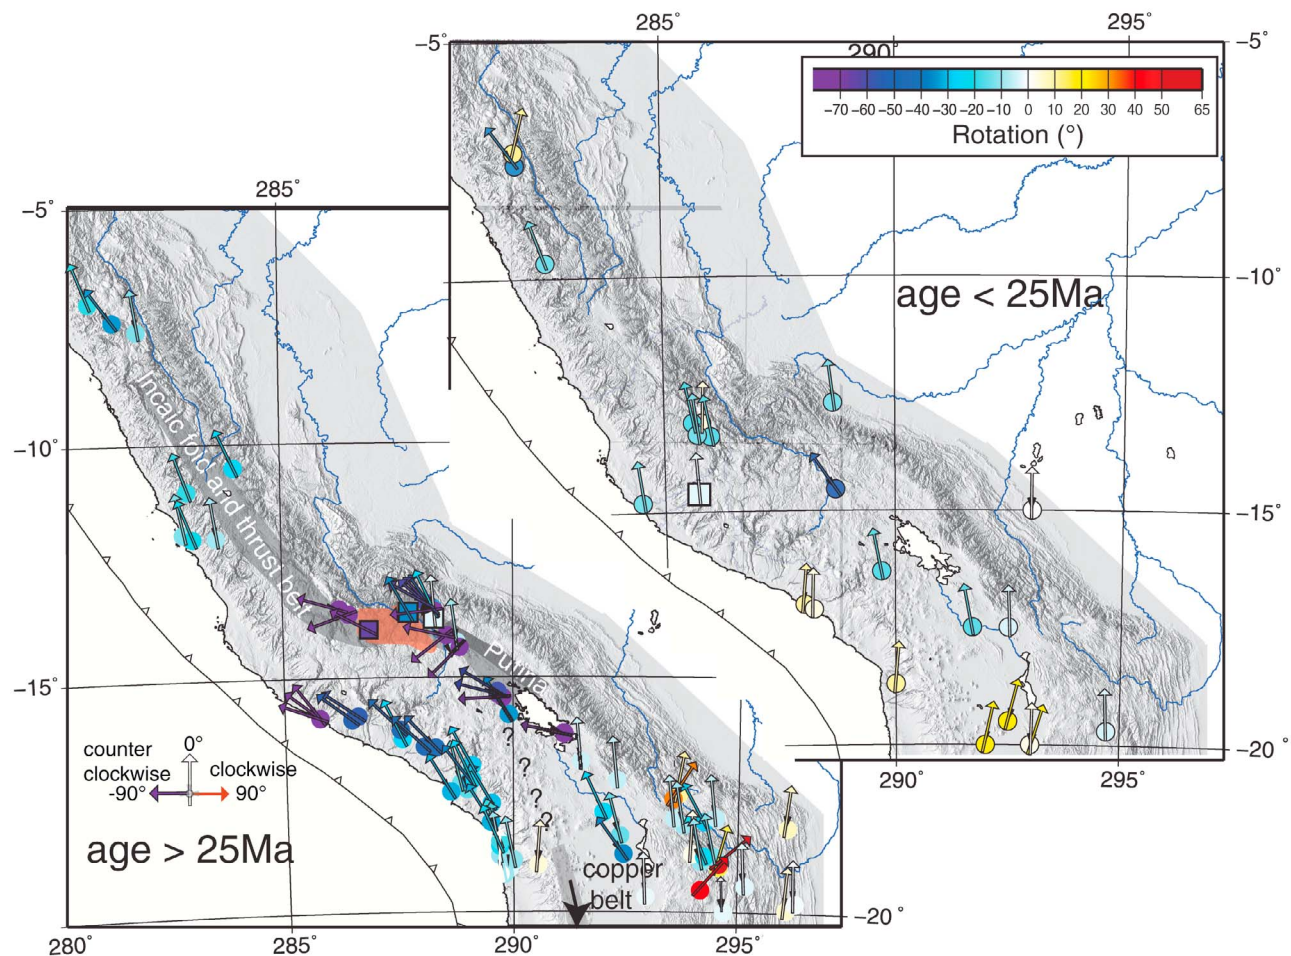 285°
295°
−5°
290°
−5°
−70 −60 −50 −40 −30 −20 −10 0 10 20 30 40 50 65
Rotation (°)
285°
−5°
−10°
age < 25Ma
Incaic fold and thrust belt
−10°
−15°
Puna
−15°
?
counter
clockwise
0°
clockwise
-90°
90°
?
?
?
−20°
290°
295°
age > 25Ma
copper
belt
−20°
280°
285°
290°
295°